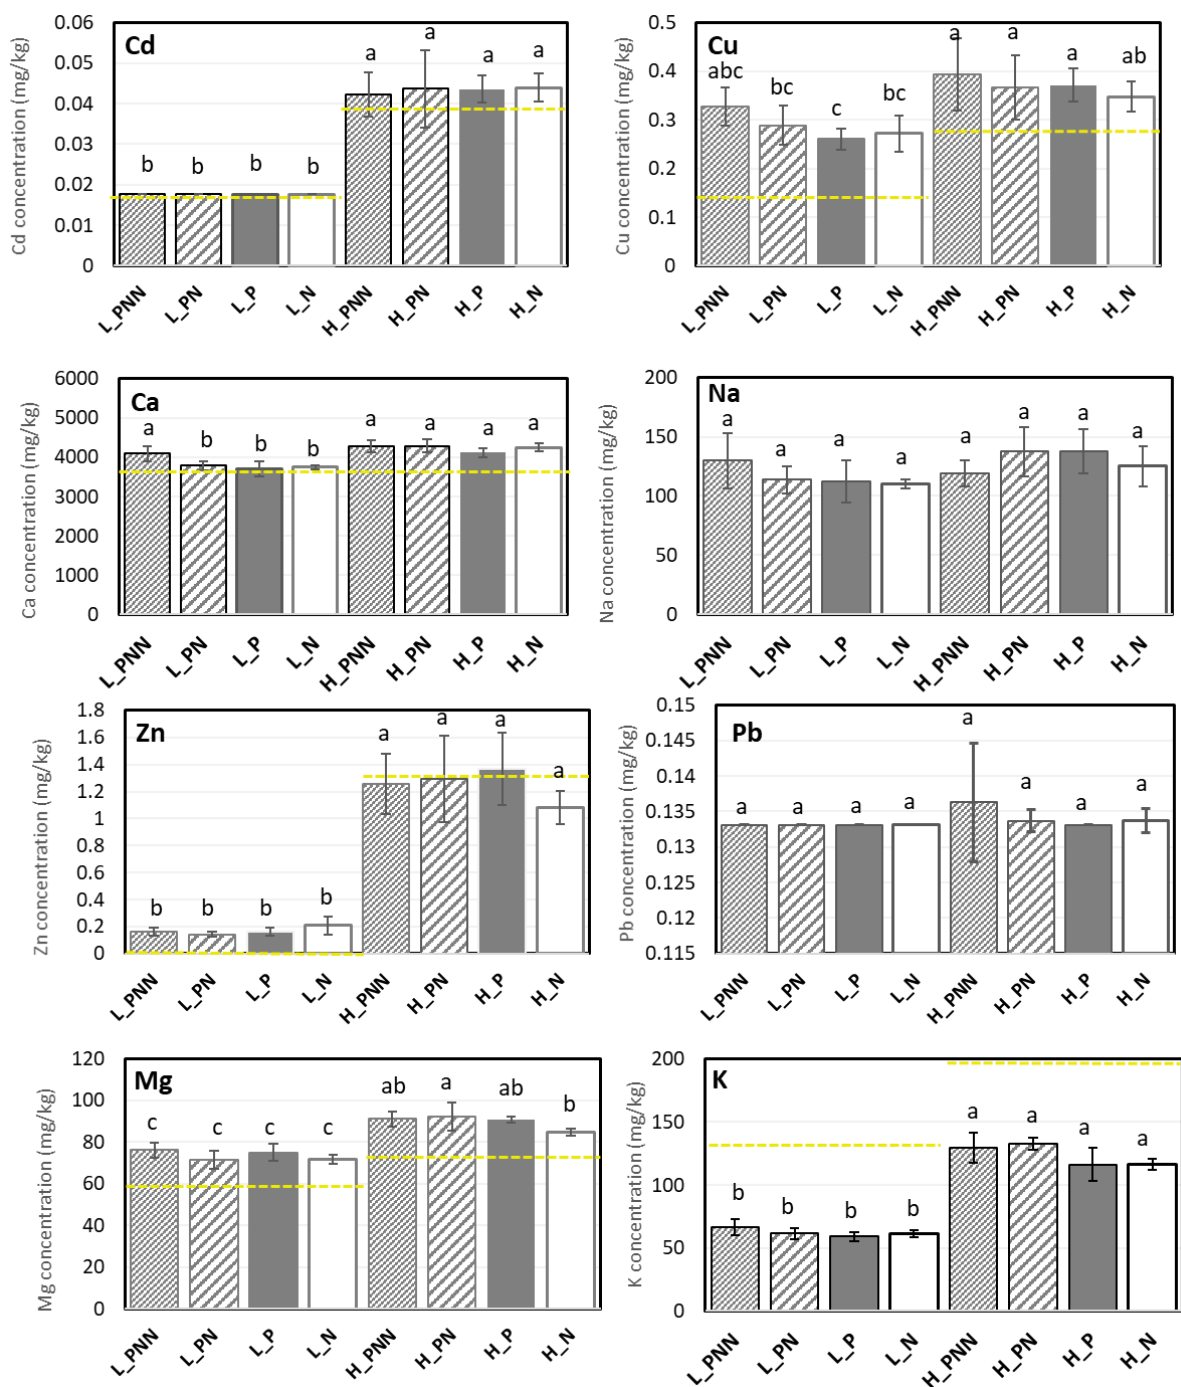 Cd
Cd concentration (mg/kg)
0.06
0.05
0.04
0.03
0.02
0.01
0
b b b b a a a a
L_PNN L_PN L_P L_N H_PNN H_PN H_P H_N
Cu
Cu concentration (mg/kg)
0.5
0.4
0.3
0.2
0.1
0
abc bc c bc a a a ab
L_PNN L_PN L_P L_N H_PNN H_PN H_P H_N
Ca
Ca concentration (mg/kg)
6000
5000
4000
3000
2000
1000
0
a b b b a a a a
L_PNN L_PN L_P L_N H_PNN H_PN H_P H_N
Na
Na concentration (mg/kg)
200
150
100
50
0
a a a a a a a a
L_PNN L_PN L_P L_N H_PNN H_PN H_P H_N
Zn
Zn concentration (mg/kg)
1.8
1.6
1.4
1.2
1
0.8
0.6
0.4
0.2
0
b b b b a a a a
L_PNN L_PN L_P L_N H_PNN H_PN H_P H_N
Pb
Pb concentration (mg/kg)
0.15
0.145
0.14
0.135
0.13
0.125
0.12
0.115
a a a a a a a a
L_PNN L_PN L_P L_N H_PNN H_PN H_P H_N
Mg
Mg concentration (mg/kg)
120
100
80
60
40
20
0
c c c c ab a ab b
L_PNN L_PN L_P L_N H_PNN H_PN H_P H_N
K
K concentration (mg/kg)
200
150
100
50
0
b b b b a a a a
L_PNN L_PN L_P L_N H_PNN H_PN H_P H_N